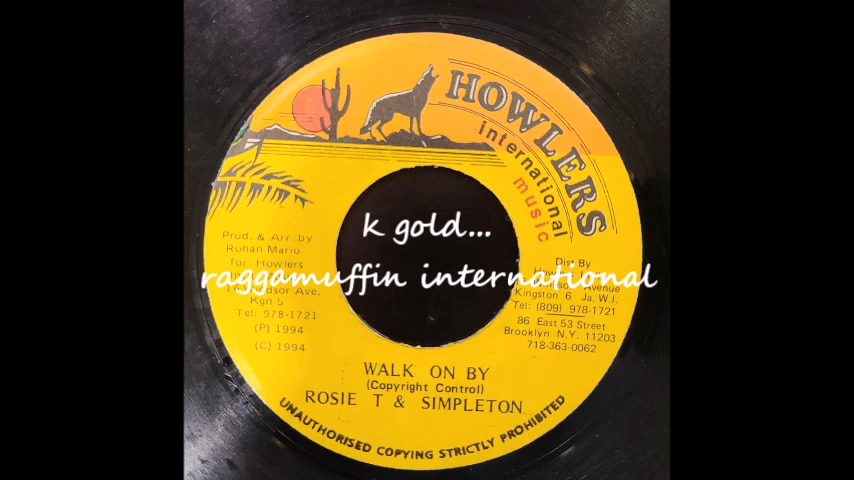 HOWLERS
international
music
Prod. & Arr. by
Rohan Mario
for Howlers
Ave.
Kgn 5
Tel: 978-1721
(P) 1994
(C) 1994
k gold...
raggamuffin international
Dist By
Avenue
Kingston 6 Ja. W.I.
Tel: (809) 978-1721
86 East 53 Street
Brooklyn N.Y. 11203
718-363-0062
WALK ON BY
(Copyright Control)
ROSIE T & SIMPLETON
UNAUTHORISED COPYING STRICTLY PROHIBITED